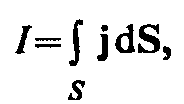 I=∫ jdS,
S